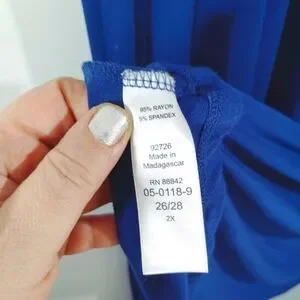 95% RAYON
5% SPANDEX
92726
Made in
Madagascar
RN 88842
05-0118-9
26/28
2X